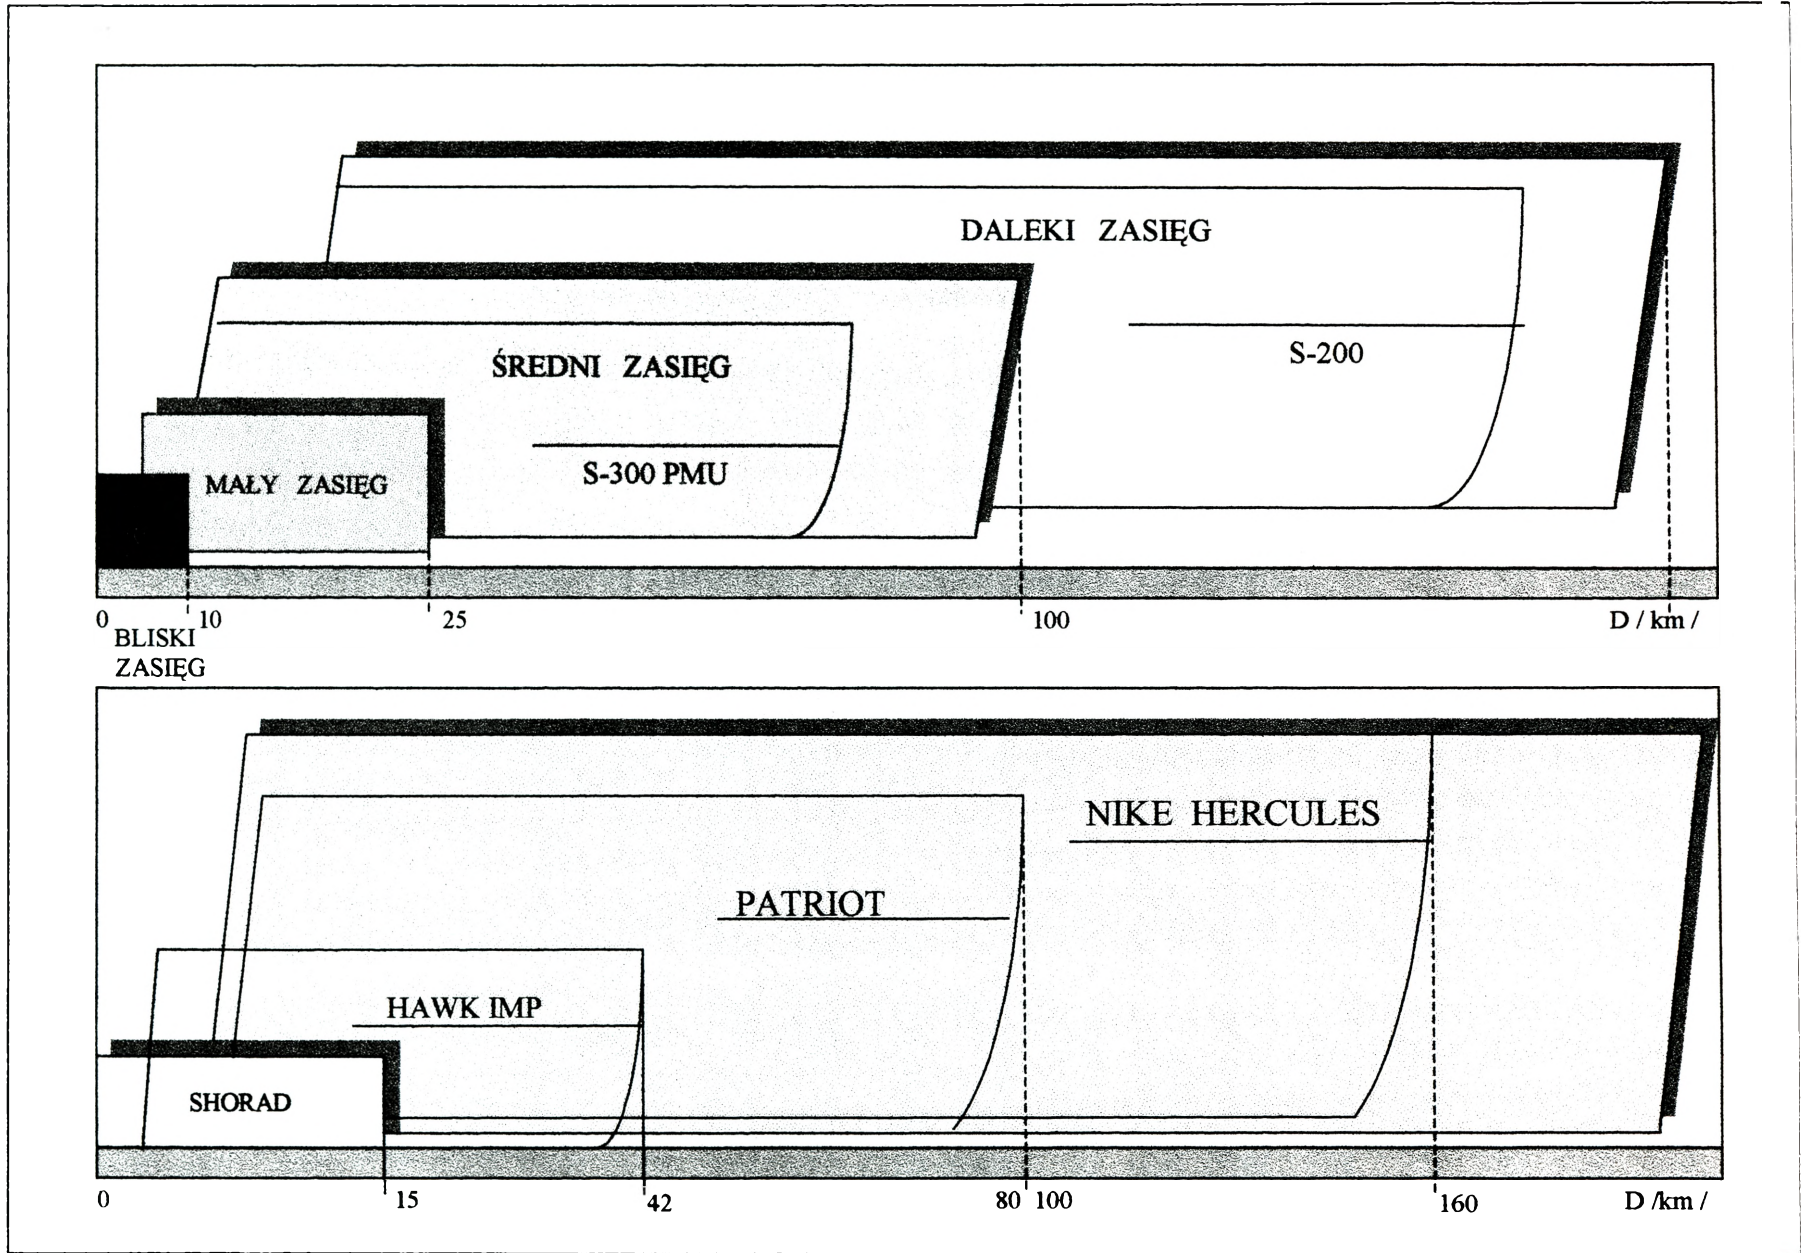 DALEKI ZASIĘG
S-200
ŚREDNI ZASIĘG
S-300 PMU
MAŁY ZASIĘG
0 10 25 100 D / km /
BLISKI
ZASIĘG
NIKE HERCULES
PATRIOT
HAWK IMP
SHORAD
0 15 42 80 100 160 D /km /